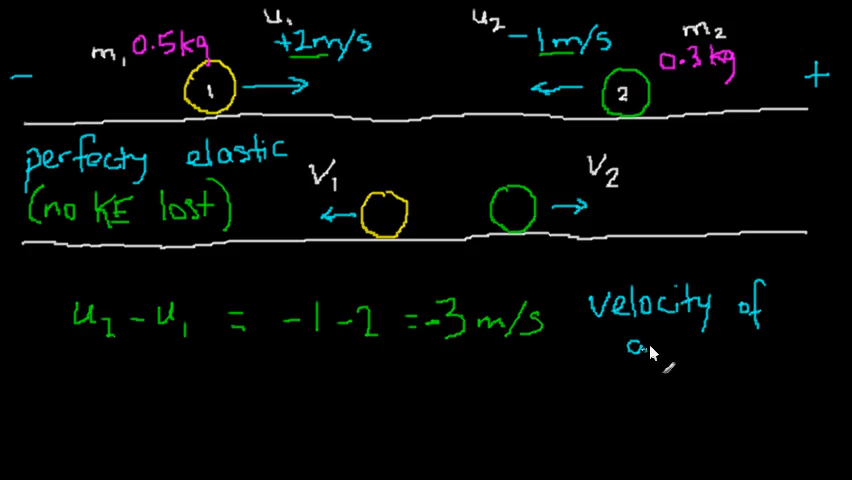 u₁ u₂ m₂
m₁ 0.5kg +2m/s -1m/s 0.3kg
- 1 2 +
perfecty elastic
(no KE lost) V₁ V₂
u₂ - u₁ = -1 - 2 = -3 m/s velocity of